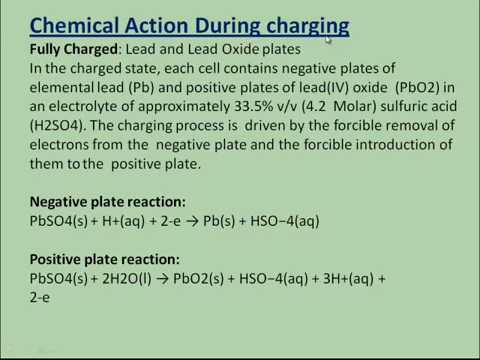 Chemical Action During charging
Fully Charged: Lead and Lead Oxide plates
In the charged state, each cell contains negative plates of
elemental lead (Pb) and positive plates of lead(IV) oxide (PbO2) in
an electrolyte of approximately 33.5% v/v (4.2 Molar) sulfuric acid
(H2SO4). The charging process is driven by the forcible removal of
electrons from the negative plate and the forcible introduction of
them to the positive plate.
Negative plate reaction:
PbSO4(s) + H+(aq) + 2-e → Pb(s) + HSO−4(aq)
Positive plate reaction:
PbSO4(s) + 2H2O(l) → PbO2(s) + HSO−4(aq) + 3H+(aq) +
2-e